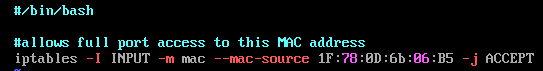 #/bin/bash
#allows full port access to this MAC address
iptables -I INPUT -m mac --mac-source 1F:78:0D:6b:06:B5 -j ACCEPT